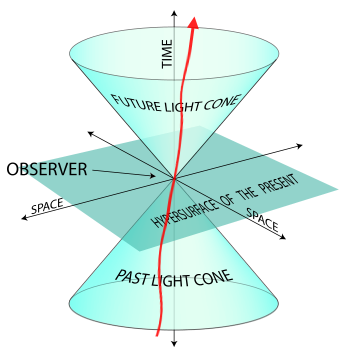 TIME
FUTURE LIGHT CONE
OBSERVER
SPACE
HYPERSURFACE OF THE PRESENT
SPACE
PAST LIGHT CONE